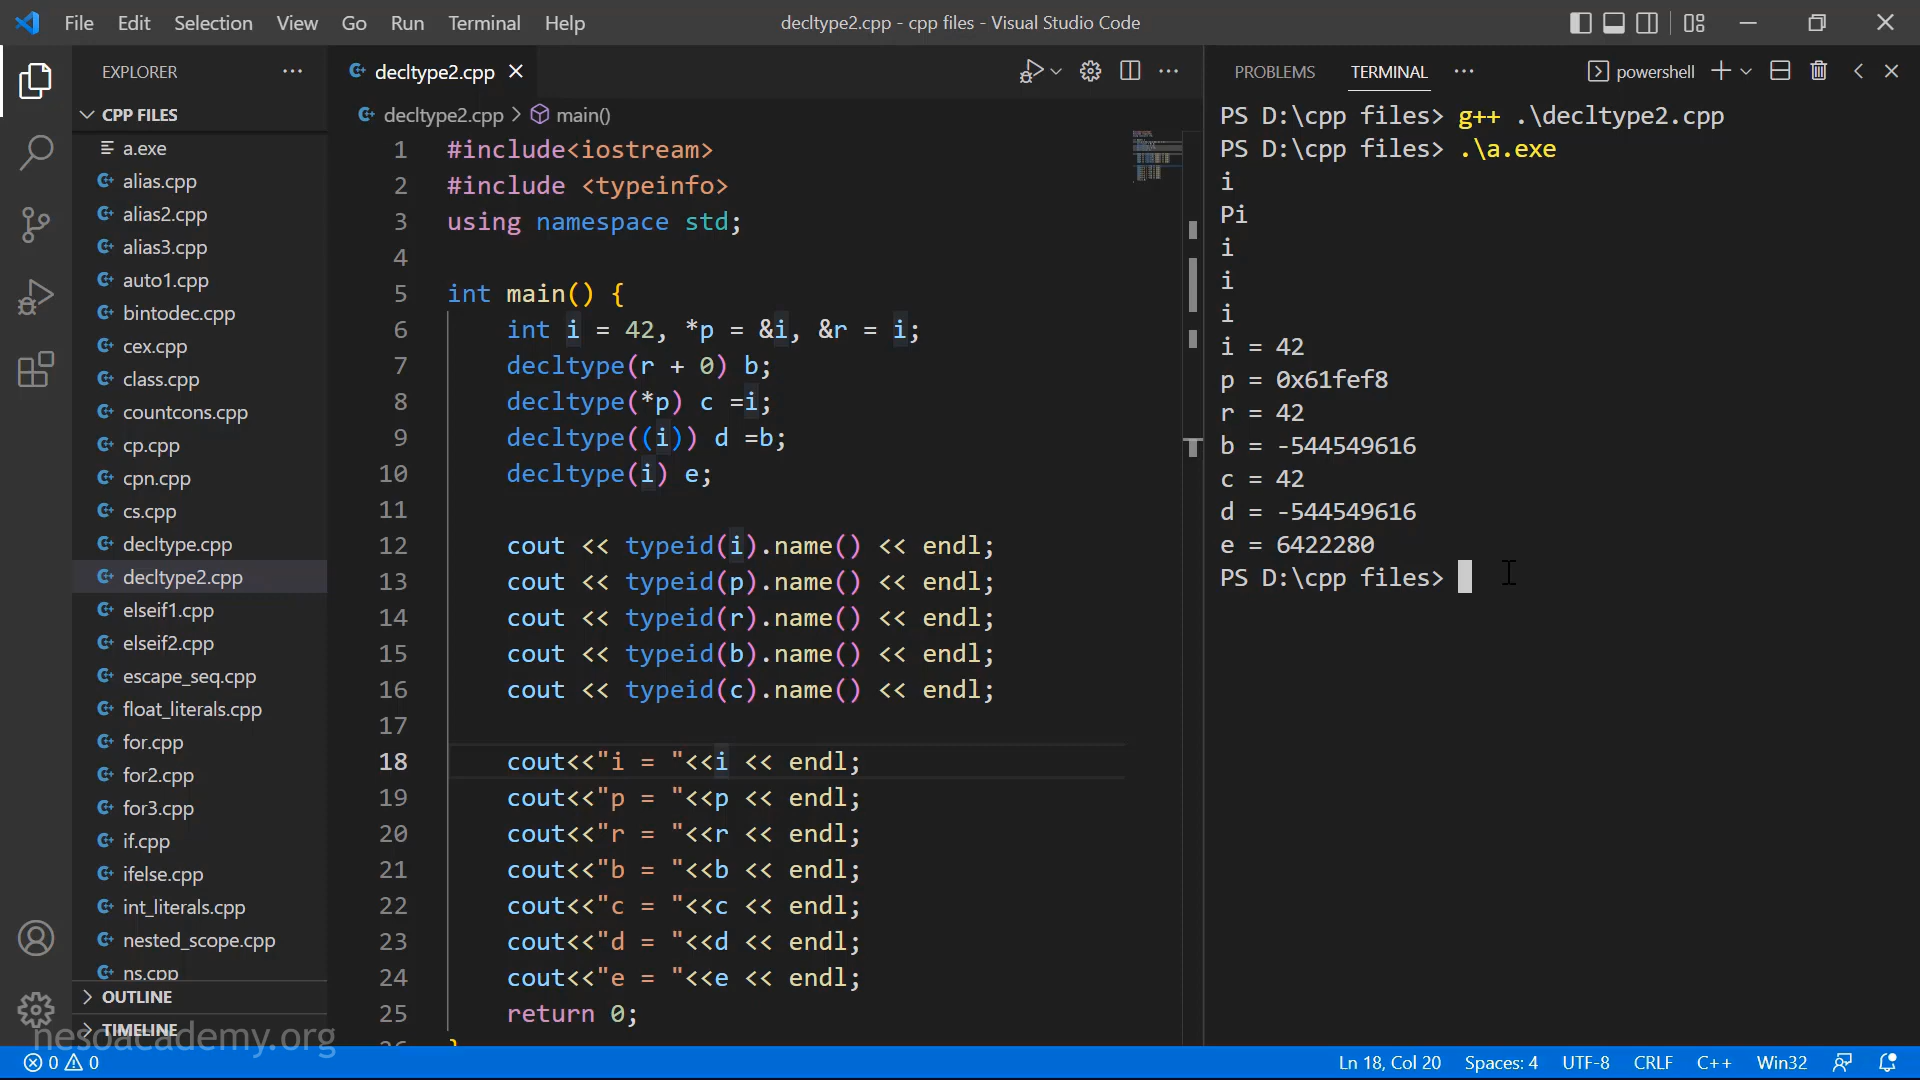 File Edit Selection View Go Run Terminal Help
decltype2.cpp - cpp files - Visual Studio Code
EXPLORER
CPP FILES
a.exe
alias.cpp
alias2.cpp
alias3.cpp
auto1.cpp
bintodec.cpp
cex.cpp
class.cpp
countcons.cpp
cp.cpp
cpn.cpp
cs.cpp
decltype.cpp
decltype2.cpp
elseif1.cpp
elseif2.cpp
escape_seq.cpp
float_literals.cpp
for.cpp
for2.cpp
for3.cpp
if.cpp
ifelse.cpp
int_literals.cpp
nested_scope.cpp
ns.cpp
OUTLINE
TIMELINE
nesoacademy.org
decltype2.cpp
decltype2.cpp > main()
1 #include<iostream>
2 #include <typeinfo>
3 using namespace std;
4
5 int main() {
6 int i = 42, *p = &i, &r = i;
7 decltype(r + 0) b;
8 decltype(*p) c =i;
9 decltype((i)) d =b;
10 decltype(i) e;
11
12 cout << typeid(i).name() << endl;
13 cout << typeid(p).name() << endl;
14 cout << typeid(r).name() << endl;
15 cout << typeid(b).name() << endl;
16 cout << typeid(c).name() << endl;
17
18 cout<<"i = "<<i << endl;
19 cout<<"p = "<<p << endl;
20 cout<<"r = "<<r << endl;
21 cout<<"b = "<<b << endl;
22 cout<<"c = "<<c << endl;
23 cout<<"d = "<<d << endl;
24 cout<<"e = "<<e << endl;
25 return 0;
26 }
PROBLEMS TERMINAL powershell
PS D:\cpp files> g++ .\decltype2.cpp
PS D:\cpp files> .\a.exe
i
Pi
i
i
i
i = 42
p = 0x61fef8
r = 42
b = -544549616
c = 42
d = -544549616
e = 6422280
PS D:\cpp files>
0 0
Ln 18, Col 20 Spaces: 4 UTF-8 CRLF C++ Win32